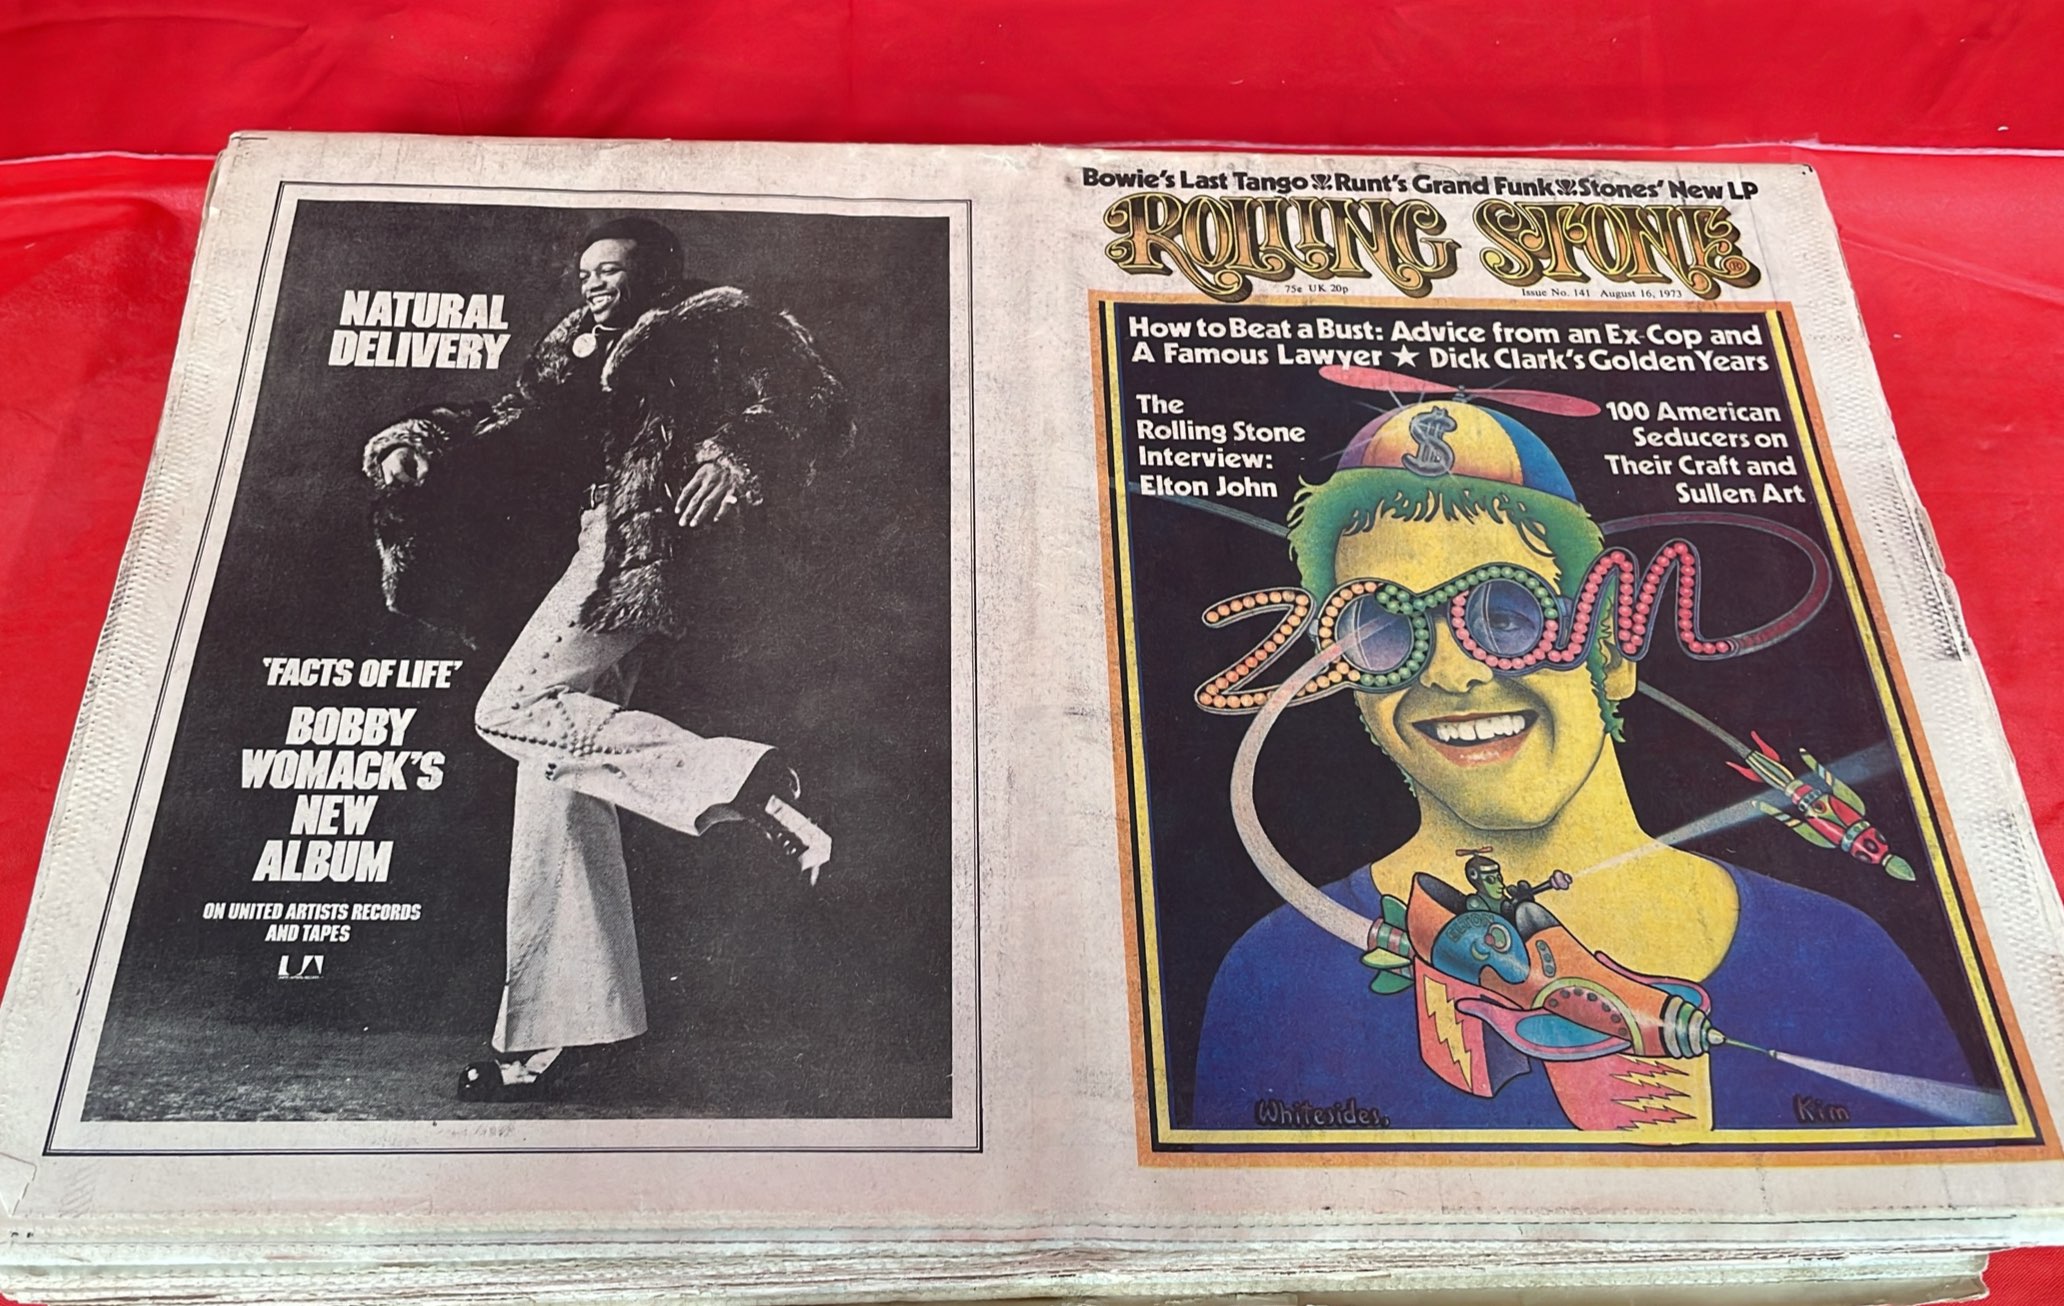 NATURAL
DELIVERY
'FACTS OF LIFE'
BOBBY
WOMACK'S
NEW
ALBUM
ON UNITED ARTISTS RECORDS
AND TAPES
UA
Bowie's Last Tango Runt's Grand Funk Stones' New LP
ROLLING STONE
75¢ UK 20p
Issue No. 141 August 16, 1973
How to Beat a Bust: Advice from an Ex-Cop and
A Famous Lawyer ★ Dick Clark's Golden Years
The
Rolling Stone
Interview:
Elton John
100 American
Seducers on
Their Craft and
Sullen Art
$
zoom
Whitesides,
Kim